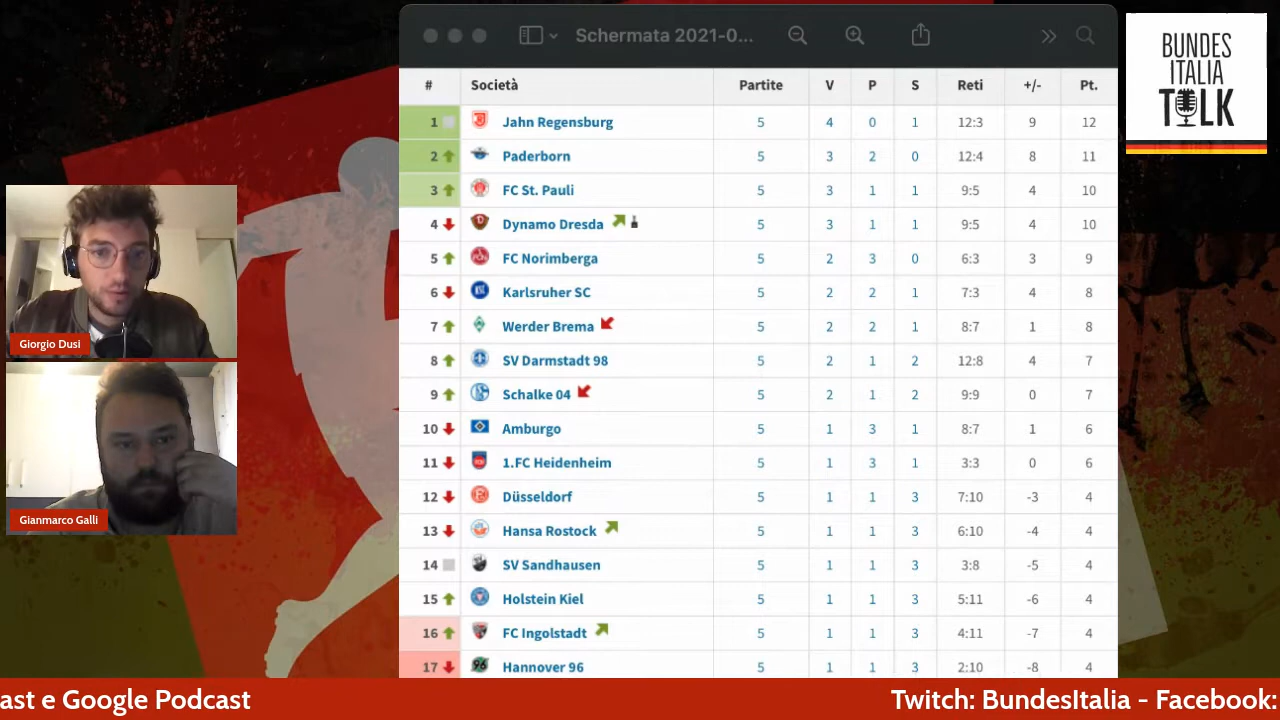 Schermata 2021-0...
BUNDES
ITALIA
TALK
# Società Partite V P S Reti +/- Pt.
1 Jahn Regensburg 5 4 0 1 12:3 9 12
2 Paderborn 5 3 2 0 12:4 8 11
3 FC St. Pauli 5 3 1 1 9:5 4 10
4 Dynamo Dresda 5 3 1 1 9:5 4 10
5 FC Norimberga 5 2 3 0 6:3 3 9
6 Karlsruher SC 5 2 2 1 7:3 4 8
7 Werder Brema 5 2 2 1 8:7 1 8
8 SV Darmstadt 98 5 2 1 2 12:8 4 7
9 Schalke 04 5 2 1 2 9:9 0 7
10 Amburgo 5 1 3 1 8:7 1 6
11 1.FC Heidenheim 5 1 3 1 3:3 0 6
12 Düsseldorf 5 1 1 3 7:10 -3 4
13 Hansa Rostock 5 1 1 3 6:10 -4 4
14 SV Sandhausen 5 1 1 3 3:8 -5 4
15 Holstein Kiel 5 1 1 3 5:11 -6 4
16 FC Ingolstadt 5 1 1 3 4:11 -7 4
17 Hannover 96 5 1 1 3 2:10 -8 4
Giorgio Dusi
Gianmarco Galli
ast e Google Podcast Twitch: BundesItalia - Facebook: